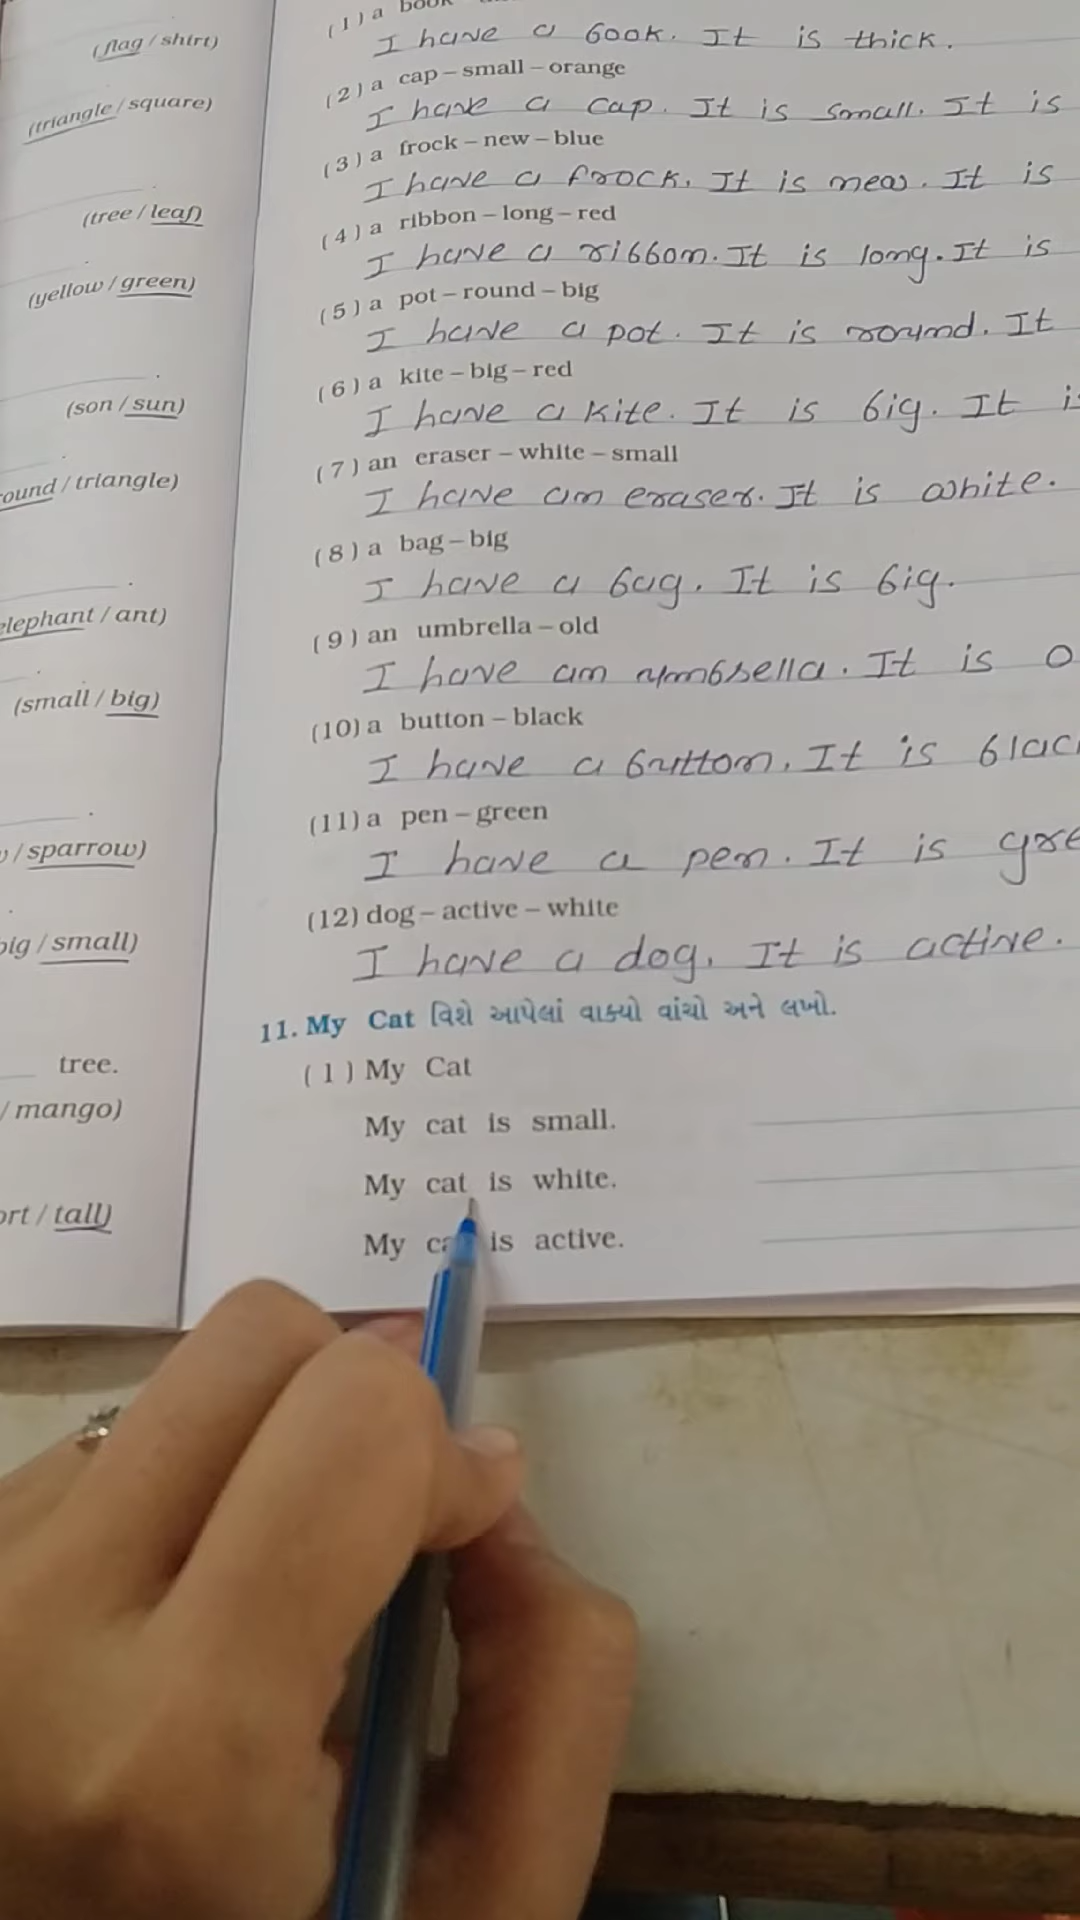 (flag / shirt)
(triangle / square)
(tree / leaf)
(yellow / green)
(son / sun)
/ triangle)
elephant / ant)
(small / big)
/ sparrow)
/ small)
tree.
/ mango)
/ tall)
(1) a book
I have a book. It is thick.
(2) a cap – small – orange
I have a cap. It is small. It is
(3) a frock – new – blue
I have a frock. It is new. It is
(4) a ribbon – long – red
I have a ribbon. It is long. It is
(5) a pot – round – big
I have a pot. It is round. It
(6) a kite – big – red
I have a kite. It is big. It is
(7) an eraser – white – small
I have an eraser. It is white.
(8) a bag – big
I have a bag. It is big.
(9) an umbrella – old
I have an umbrella. It is
(10) a button – black
I have a button. It is
(11) a pen – green
I have a pen. It is
(12) dog – active – white
I have a dog. It is active.
11. My Cat વિશે આપેલાં વાક્યો વાંચો અને લખો.
(1) My Cat
My cat is small.
My cat is white.
My is active.